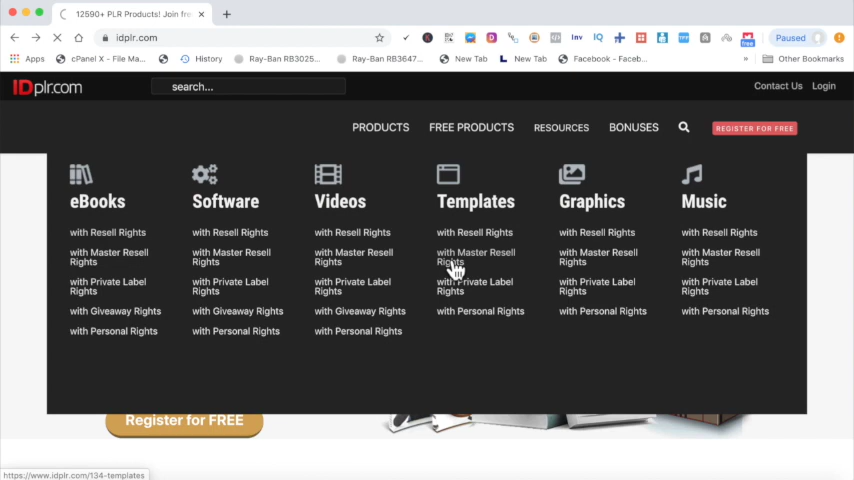 12590+ PLR Products! Join fre
idplr.com
Inv
IQ
free
Paused
Apps
cPanel X - File Ma...
History
Ray-Ban RB3025...
Ray-Ban RB3647...
New Tab
L New Tab
Facebook - Faceb...
»
Other Bookmarks
IDplr.com
search...
Contact Us
Login
PRODUCTS
FREE PRODUCTS
RESOURCES
BONUSES
REGISTER FOR FREE
eBooks
with Resell Rights
with Master Resell
Rights
with Private Label
Rights
with Giveaway Rights
with Personal Rights
Software
with Resell Rights
with Master Resell
Rights
with Private Label
Rights
with Giveaway Rights
with Personal Rights
Videos
with Resell Rights
with Master Resell
Rights
with Private Label
Rights
with Giveaway Rights
with Personal Rights
Templates
with Resell Rights
with Master Resell
Rights
with Private Label
Rights
with Personal Rights
Graphics
with Resell Rights
with Master Resell
Rights
with Private Label
Rights
with Personal Rights
Music
with Resell Rights
with Master Resell
Rights
with Private Label
Rights
with Personal Rights
Register for FREE
https://www.idplr.com/134-templates